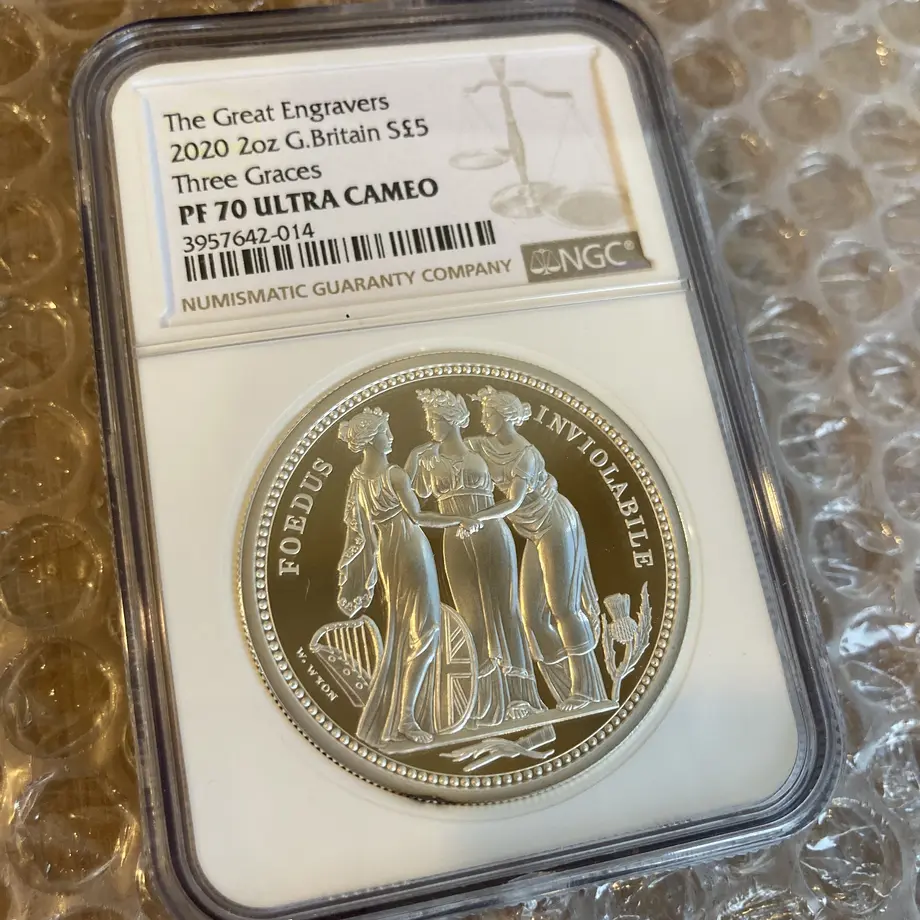 The Great Engravers
2020 2oz G.Britain S£5
Three Graces
PF 70 ULTRA CAMEO
3957642-014
NGC®
NUMISMATIC GUARANTY COMPANY
FOEDUS INVIOLABILE
W. WYON